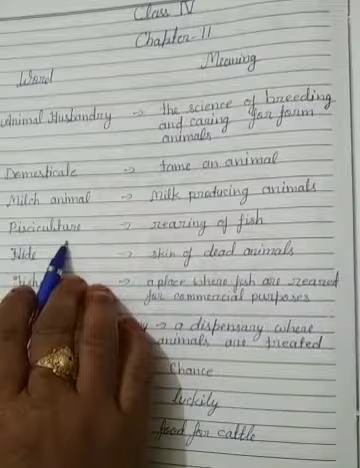 Class IV
Chapter-11
Word Meaning
Animal Husbandry → the science of breeding
and caring for form
animals
Domesticate → tame an animal
Milch animal → Milk producing animals
Pisciculture → rearing of fish
Hide → skin of dead animals
Fish → a place where fish are reared
for commercial purposes
y → a dispensary where
animals are treated
Chance
luckily
food for cattle